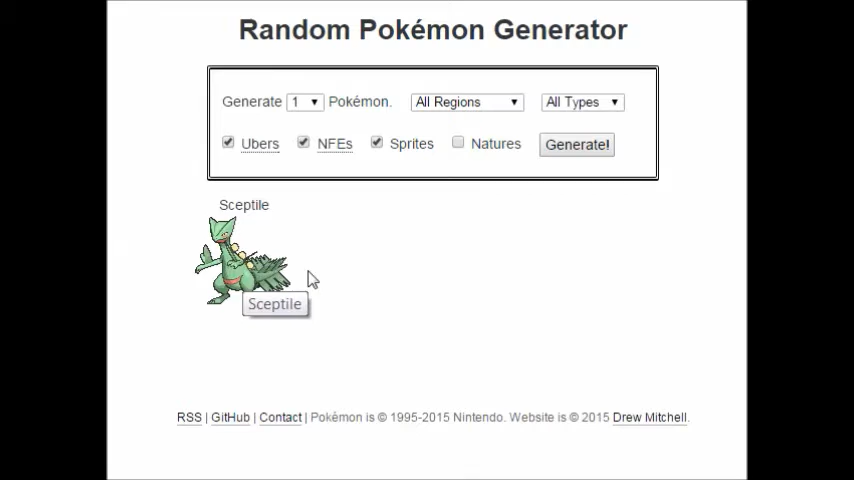 Random Pokémon Generator
Generate 1 Pokémon. All Regions All Types
Ubers NFEs Sprites Natures Generate!
Sceptile
Sceptile
RSS | GitHub | Contact | Pokémon is © 1995-2015 Nintendo. Website is © 2015 Drew Mitchell.